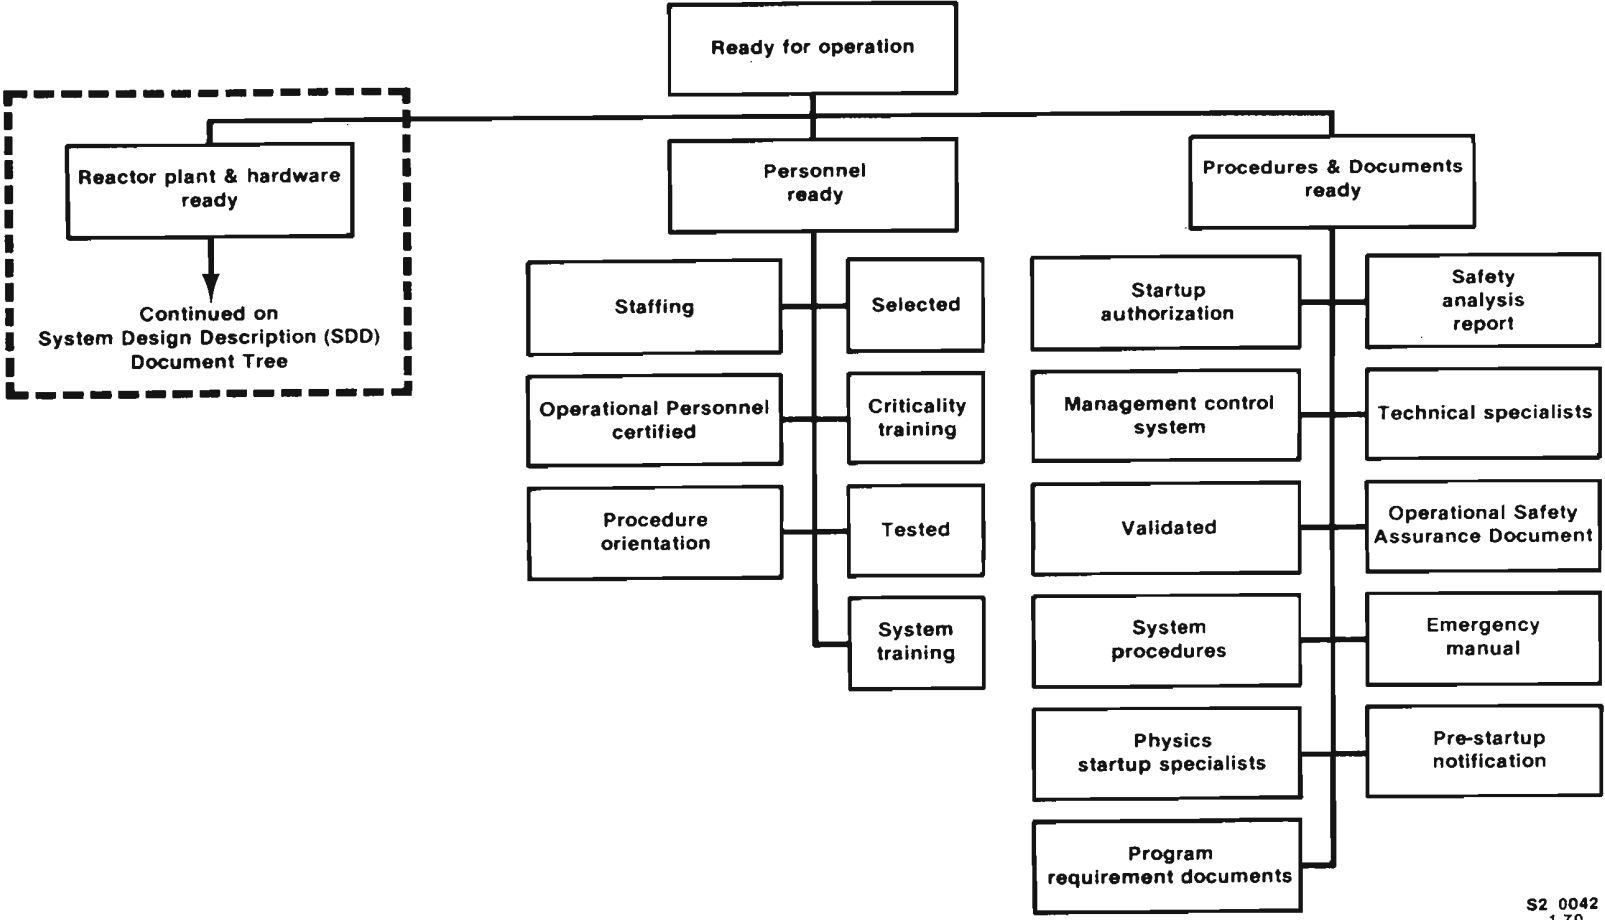 Ready for operation
Reactor plant & hardware
ready
Continued on
System Design Description (SDD)
Document Tree
Personnel
ready
Staffing
Selected
Operational Personnel
certified
Criticality
training
Procedure
orientation
Tested
System
training
Procedures & Documents
ready
Startup
authorization
Safety
analysis
report
Management control
system
Technical specialists
Validated
Operational Safety
Assurance Document
System
procedures
Emergency
manual
Physics
startup specialists
Pre-startup
notification
Program
requirement documents
S2 0042